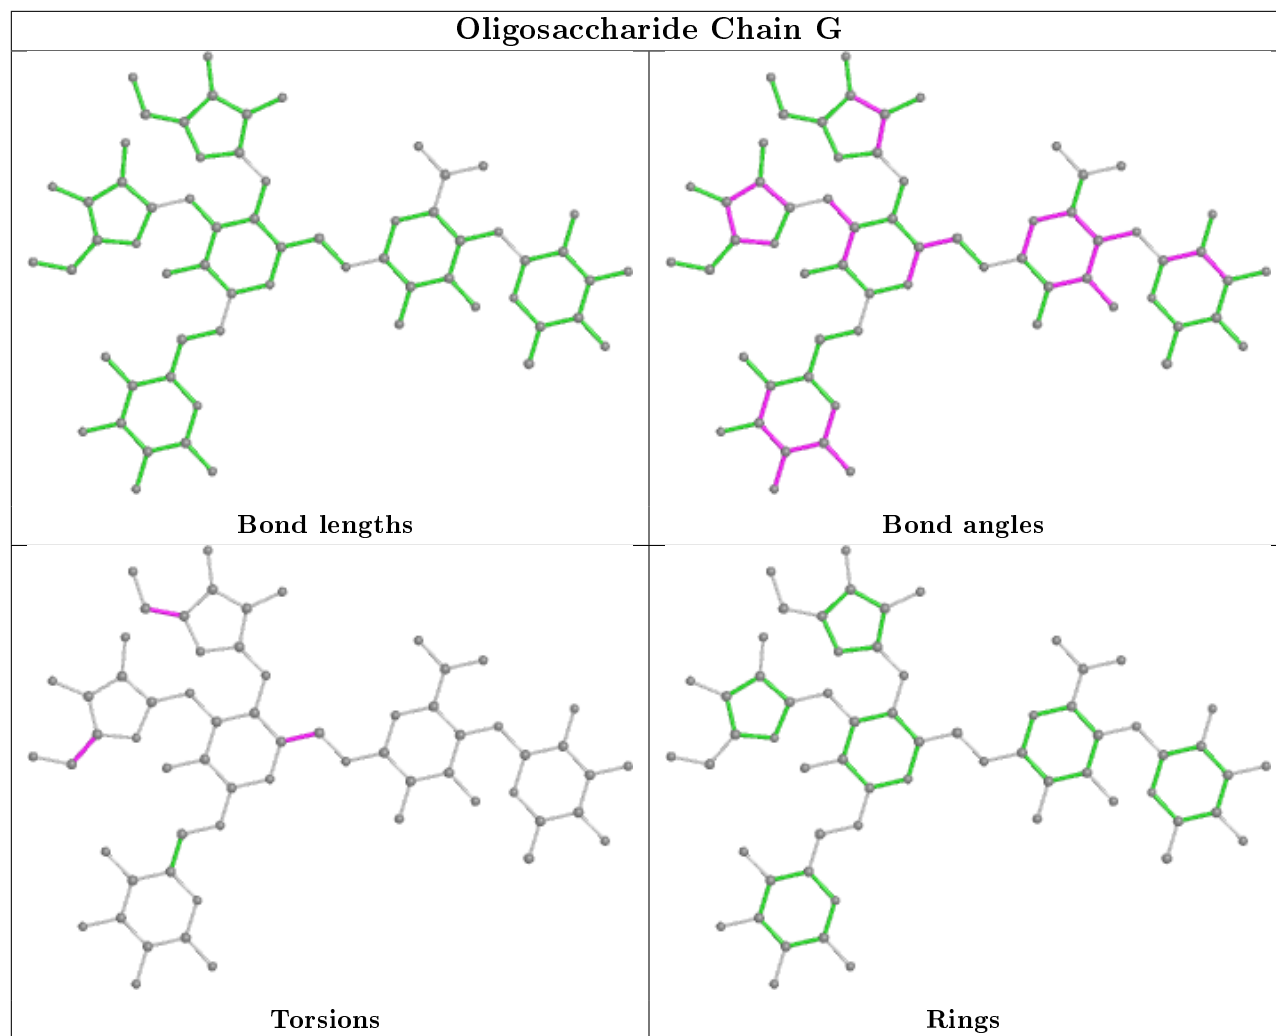 Oligosaccharide Chain G
Bond lengths
Bond angles
Torsions
Rings